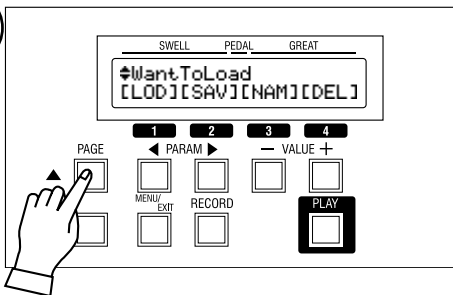 SWELL PEDAL GREAT
WantToLoad
[LOD][SAV][NAM][DEL]
1 2 3 4
PAGE ◀ PARAM ▶ − VALUE +
▲
MENU/EXIT RECORD PLAY